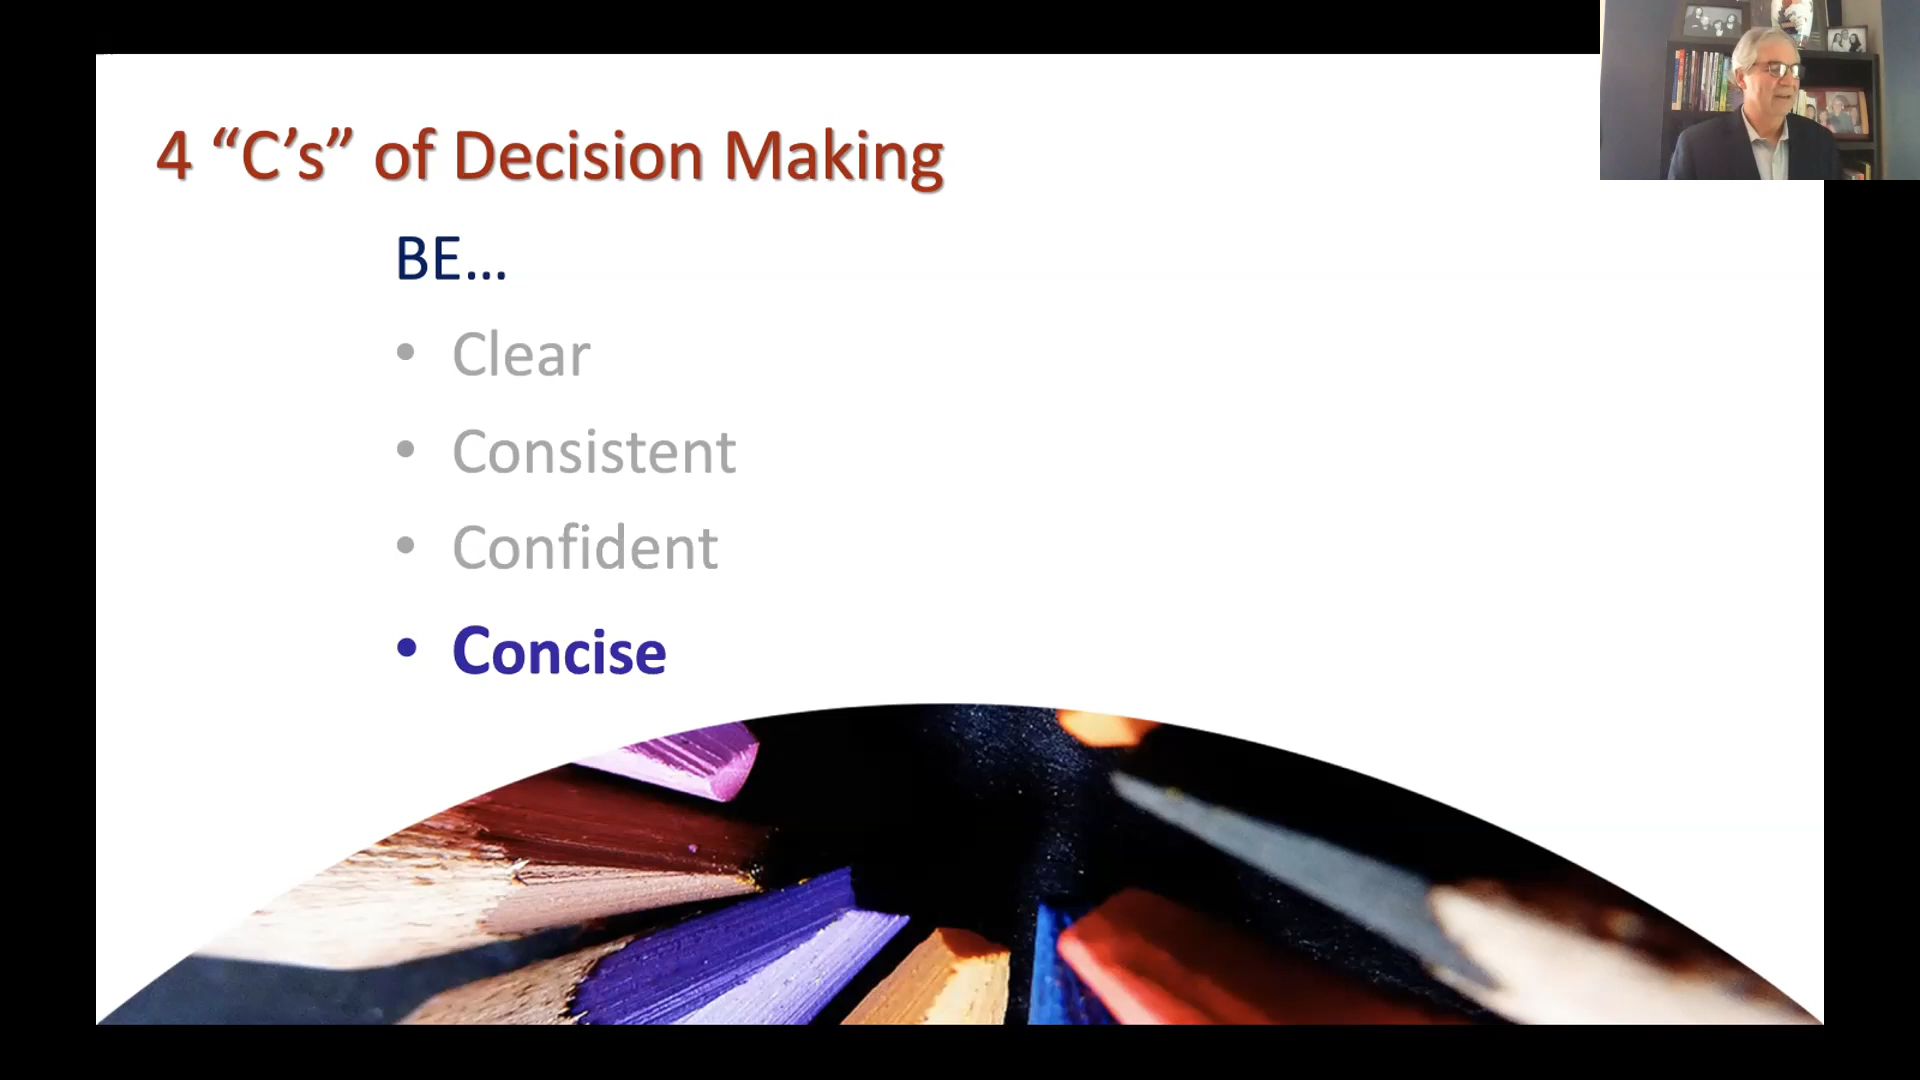 4 “C’s” of Decision Making
BE...
• Clear
• Consistent
• Confident
• Concise